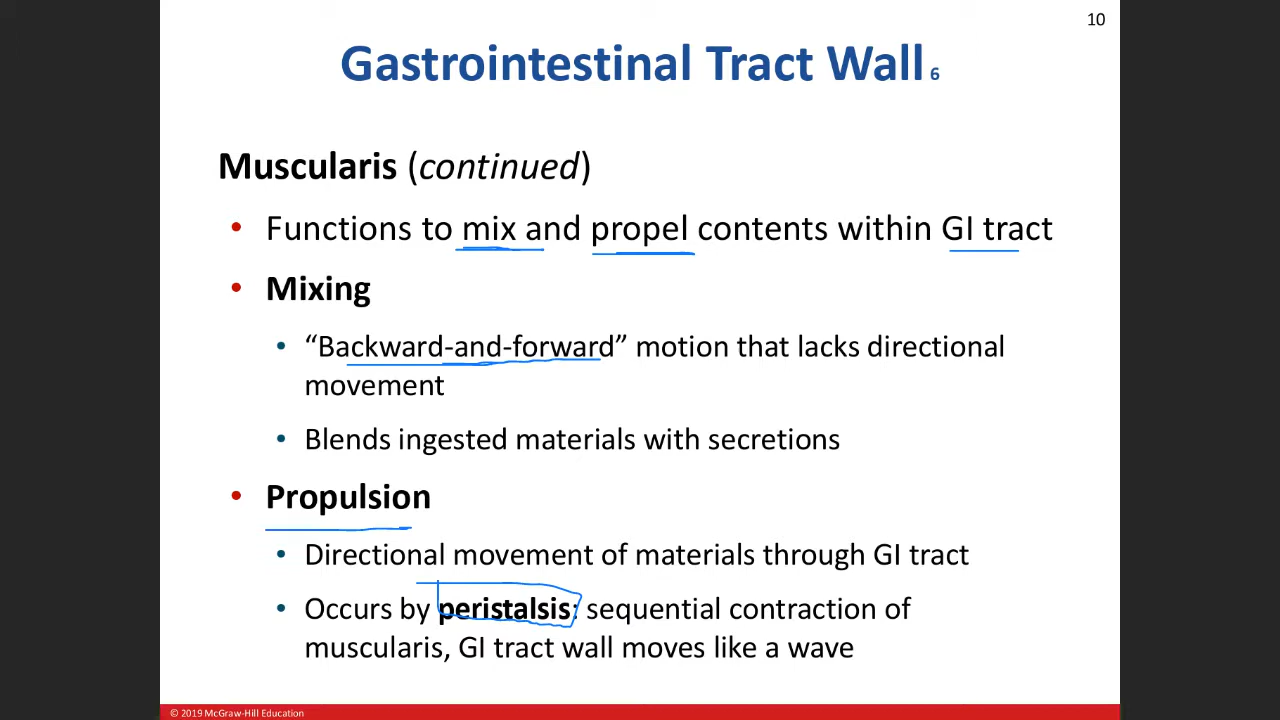 10
Gastrointestinal Tract Wall 6
Muscularis (continued)
• Functions to mix and propel contents within GI tract
• Mixing
• “Backward-and-forward” motion that lacks directional
movement
• Blends ingested materials with secretions
• Propulsion
• Directional movement of materials through GI tract
• Occurs by peristalsis: sequential contraction of
muscularis, GI tract wall moves like a wave
© 2019 McGraw-Hill Education